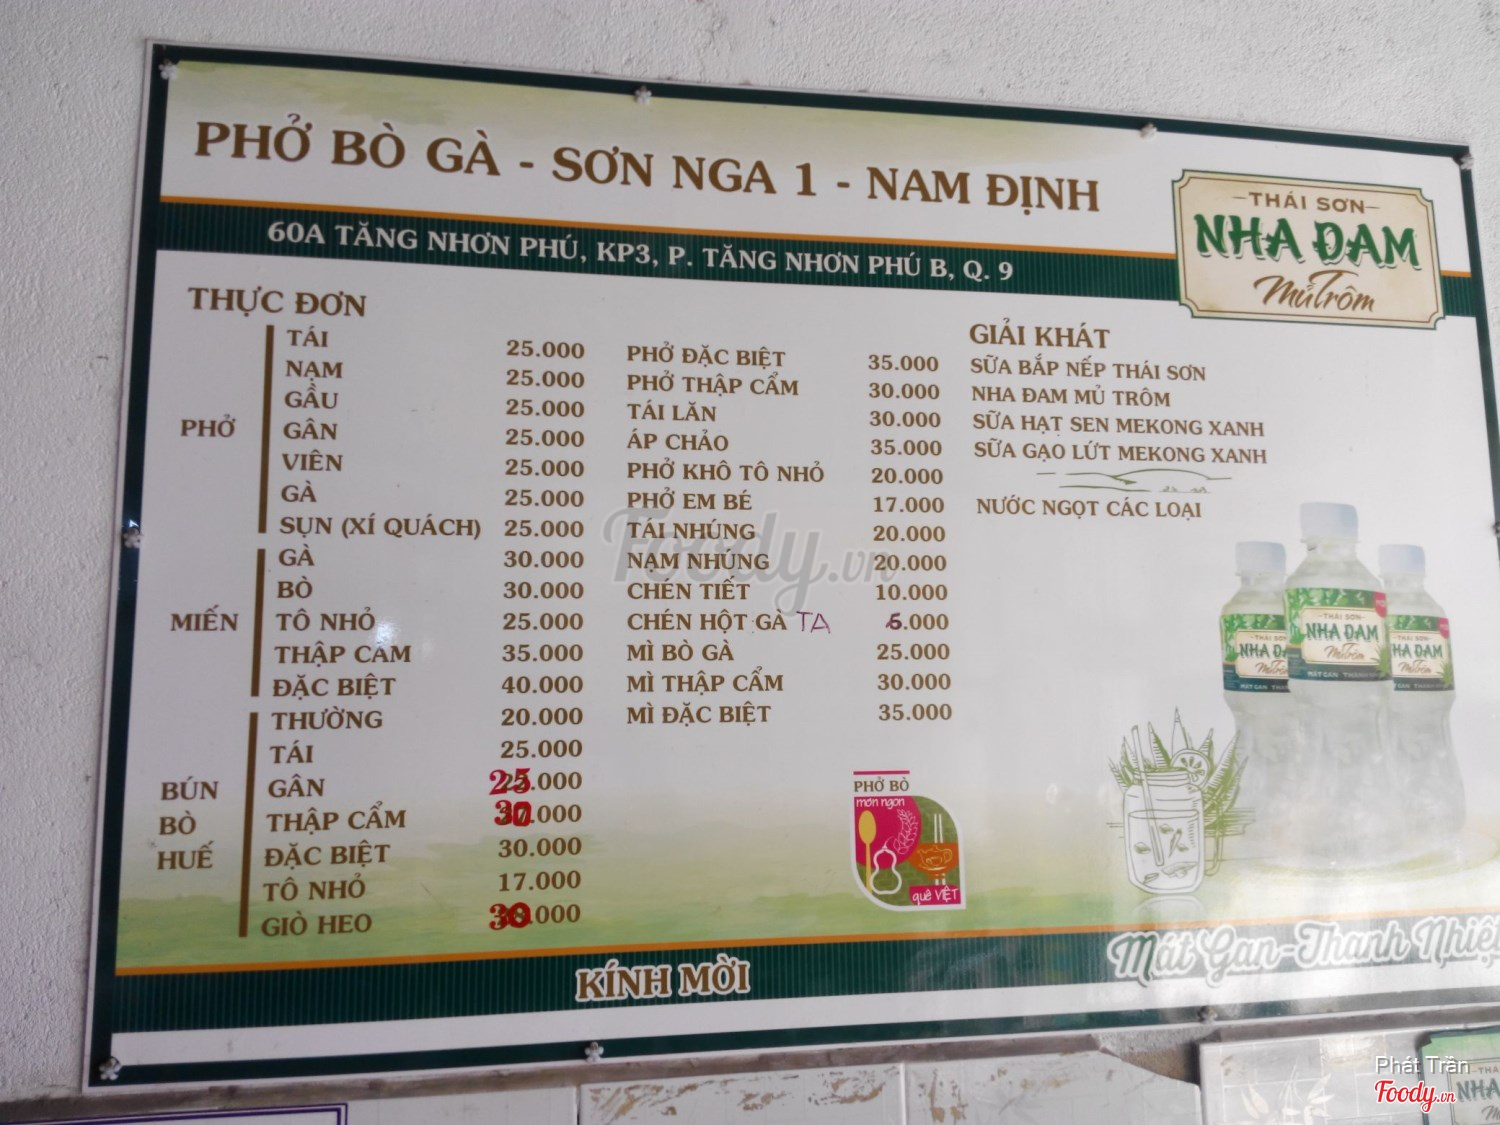 PHỞ BÒ GÀ - SƠN NGA 1 - NAM ĐỊNH
60A TĂNG NHƠN PHÚ, KP3, P. TĂNG NHƠN PHÚ B, Q. 9
THÁI SƠN
NHA ĐAM
Mủ Trôm
THỰC ĐƠN
PHỞ
TÁI 25.000
NẠM 25.000
GẦU 25.000
GÂN 25.000
VIÊN 25.000
GÀ 25.000
SỤN (XÍ QUÁCH) 25.000
MIẾN
GÀ 30.000
BÒ 30.000
TÔ NHỎ 25.000
THẬP CẨM 35.000
ĐẶC BIỆT 40.000
BÚN
BÒ
HUẾ
THƯỜNG 20.000
TÁI 25.000
GÂN 25.000
THẬP CẨM 30.000
ĐẶC BIỆT 30.000
TÔ NHỎ 17.000
GIÒ HEO 30.000
PHỞ ĐẶC BIỆT 35.000
PHỞ THẬP CẨM 30.000
TÁI LĂN 30.000
ÁP CHẢO 35.000
PHỞ KHÔ TÔ NHỎ 20.000
PHỞ EM BÉ 17.000
TÁI NHÚNG 20.000
NẠM NHÚNG 20.000
CHÉN TIẾT 10.000
CHÉN HỘT GÀ TA 6.000
MÌ BÒ GÀ 25.000
MÌ THẬP CẨM 30.000
MÌ ĐẶC BIỆT 35.000
GIẢI KHÁT
SỮA BẮP NẾP THÁI SƠN
NHA ĐAM MỦ TRÔM
SỮA HẠT SEN MEKONG XANH
SỮA GẠO LỨT MEKONG XANH
NƯỚC NGỌT CÁC LOẠI
Foody.vn
THÁI SƠN
NHA ĐAM
Mủ Trôm
MÁT GAN
PHỞ BÒ
món ngon
quê VIỆT
KÍNH MỜI
Mát Gan - Thanh Nhiệt
Phát Trần
Foody.vn